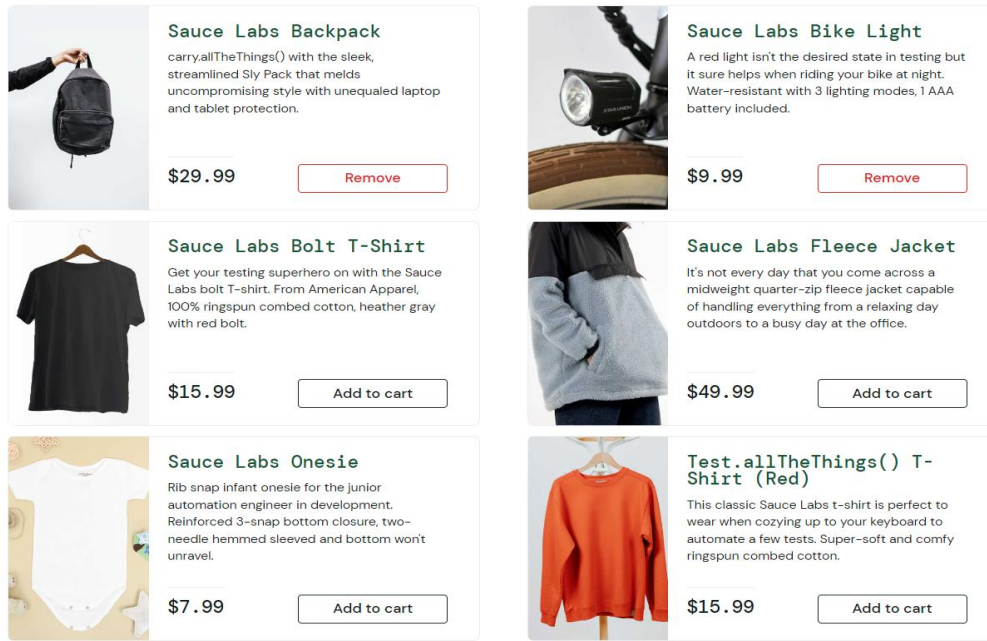 Sauce Labs Backpack
carry.allTheThings() with the sleek,
streamlined Sly Pack that melds
uncompromising style with unequaled laptop
and tablet protection.
$29.99
Remove
Sauce Labs Bike Light
A red light isn't the desired state in testing but
it sure helps when riding your bike at night.
Water-resistant with 3 lighting modes, 1 AAA
battery included.
$9.99
Remove
Sauce Labs Bolt T-Shirt
Get your testing superhero on with the Sauce
Labs bolt T-shirt. From American Apparel,
100% ringspun combed cotton, heather gray
with red bolt.
$15.99
Add to cart
Sauce Labs Fleece Jacket
It's not every day that you come across a
midweight quarter-zip fleece jacket capable
of handling everything from a relaxing day
outdoors to a busy day at the office.
$49.99
Add to cart
Sauce Labs Onesie
Rib snap infant onesie for the junior
automation engineer in development.
Reinforced 3-snap bottom closure, two-
needle hemmed sleeved and bottom won't
unravel.
$7.99
Add to cart
Test.allTheThings() T-
Shirt (Red)
This classic Sauce Labs t-shirt is perfect to
wear when cozying up to your keyboard to
automate a few tests. Super-soft and comfy
ringspun combed cotton.
$15.99
Add to cart